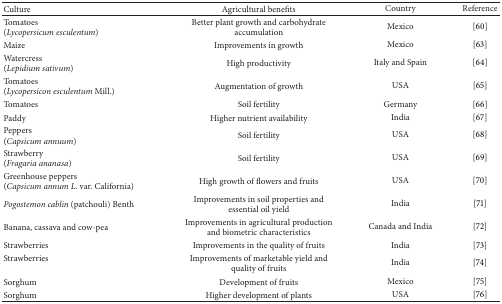 Culture Agricultural benefits Country Reference
Tomatoes Better plant growth and carbohydrate Mexico [60]
(Lycopersicum esculentum) accumulation
Maize Improvements in growth Mexico [63]
Watercress High productivity Italy and Spain [64]
(Lepidium sativum)
Tomatoes Augmentation of growth USA [65]
(Lycopersicon esculentum Mill.)
Tomatoes Soil fertility Germany [66]
Paddy Higher nutrient availability India [67]
Peppers Soil fertility USA [68]
(Capsicum annuum)
Strawberry Soil fertility USA [69]
(Fragaria ananasa)
Greenhouse peppers High growth of flowers and fruits USA [70]
(Capsicum annum L. var. California)
Pogostemon cablin (patchouli) Benth Improvements in soil properties and India [71]
essential oil yield
Banana, cassava and cow-pea Improvements in agricultural production Canada and India [72]
and biometric characteristics
Strawberries Improvements in the quality of fruits India [73]
Strawberries Improvements of marketable yield and India [74]
quality of fruits
Sorghum Development of fruits Mexico [75]
Sorghum Higher development of plants USA [76]